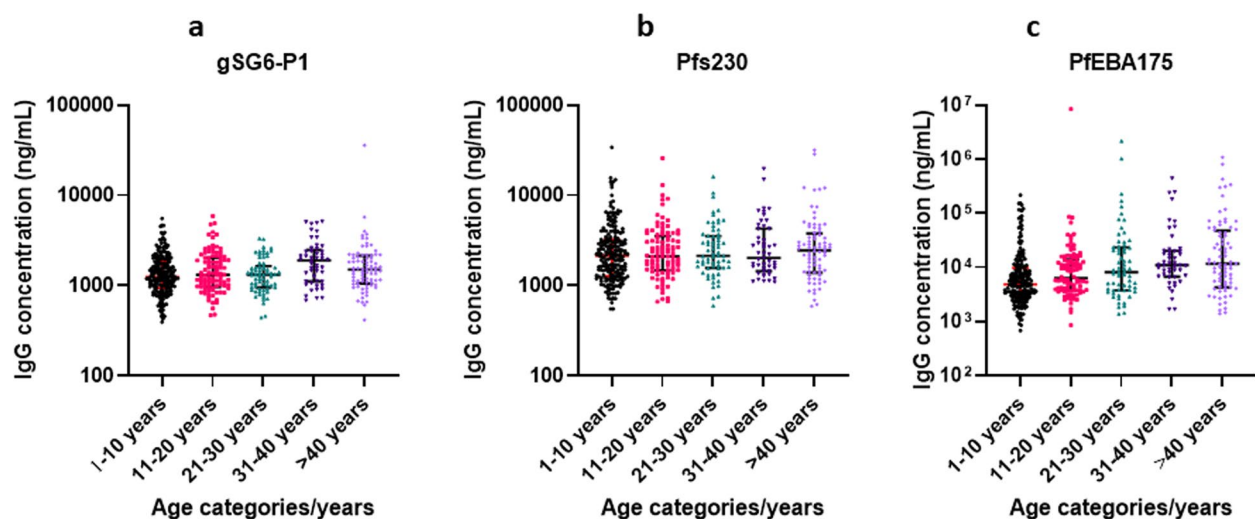 a
gSG6-P1
IgG concentration (ng/mL)
100000
10000
1000
100
I-10 years
11-20 years
21-30 years
31-40 years
>40 years
Age categories/years
b
Pfs230
IgG concentration (ng/mL)
100000
10000
1000
100
1-10 years
11-20 years
21-30 years
31-40 years
>40 years
Age categories/years
c
PfEBA175
IgG concentration (ng/mL)
10⁷
10⁶
10⁵
10⁴
10³
10²
1-10 years
11-20 years
21-30 years
31-40 years
>40 years
Age categories/years